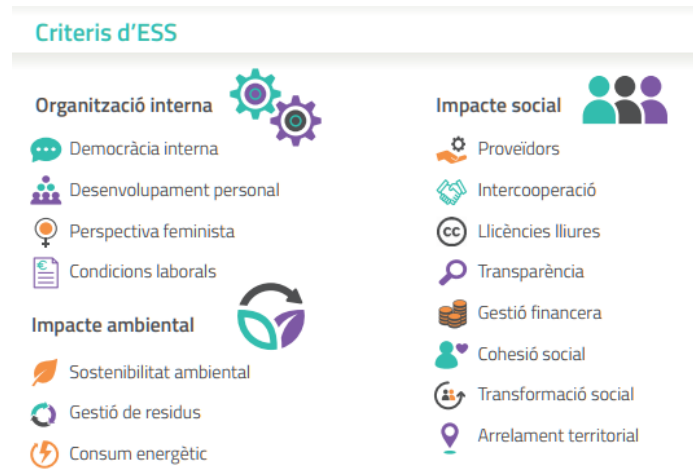 Criteris d'ESS
Organització interna
Democràcia interna
Desenvolupament personal
Perspectiva feminista
€
Condicions laborals
Impacte ambiental
Sostenibilitat ambiental
Gestió de residus
Consum energètic
Impacte social
Proveïdors
Intercooperació
cc
Llicències lliures
Transparència
Gestió financera
Cohesió social
Transformació social
Arrelament territorial